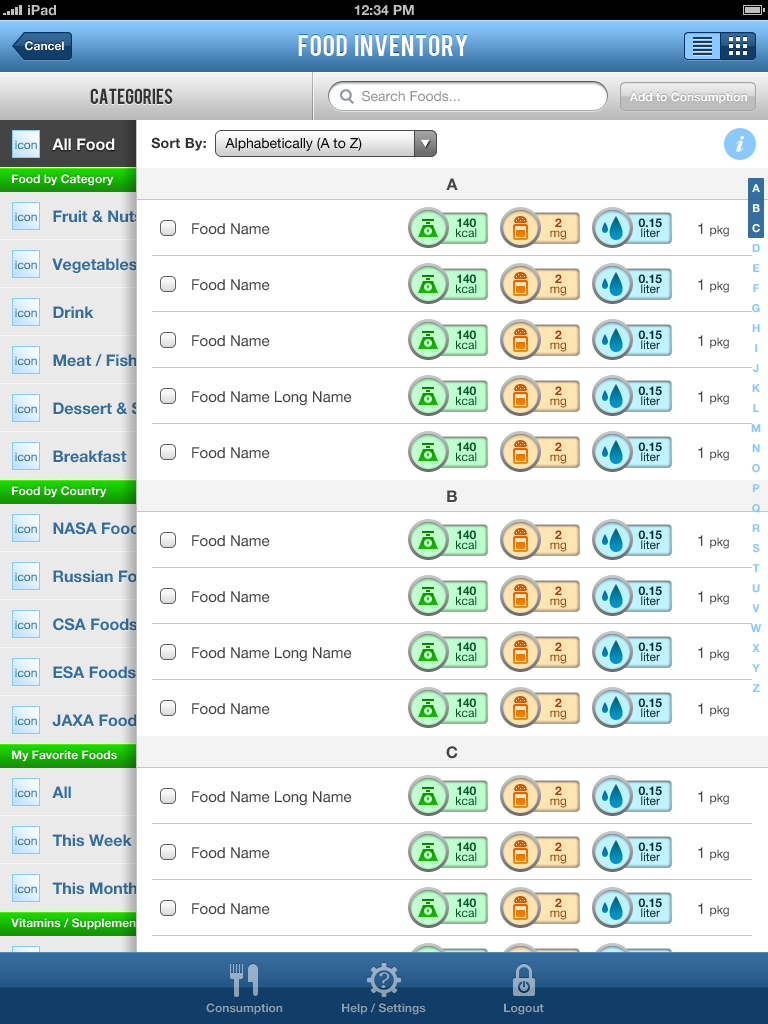 iPad
12:34 PM
Cancel
FOOD INVENTORY
CATEGORIES
Search Foods...
Add to Consumption
icon All Food
Food by Category
icon Fruit & Nut
icon Vegetables
icon Drink
icon Meat / Fish
icon Dessert & S
icon Breakfast
Food by Country
icon NASA Food
icon Russian Fo
icon CSA Foods
icon ESA Foods
icon JAXA Food
My Favorite Foods
icon All
icon This Week
icon This Month
Vitamins / Supplemen
Sort By: Alphabetically (A to Z)
i
A
Food Name 140 kcal 2 mg 0.15 liter 1 pkg
Food Name 140 kcal 2 mg 0.15 liter 1 pkg
Food Name 140 kcal 2 mg 0.15 liter 1 pkg
Food Name Long Name 140 kcal 2 mg 0.15 liter 1 pkg
Food Name 140 kcal 2 mg 0.15 liter 1 pkg
B
Food Name 140 kcal 2 mg 0.15 liter 1 pkg
Food Name 140 kcal 2 mg 0.15 liter 1 pkg
Food Name Long Name 140 kcal 2 mg 0.15 liter 1 pkg
Food Name 140 kcal 2 mg 0.15 liter 1 pkg
C
Food Name Long Name 140 kcal 2 mg 0.15 liter 1 pkg
Food Name 140 kcal 2 mg 0.15 liter 1 pkg
Food Name 140 kcal 2 mg 0.15 liter 1 pkg
A
B
C
D
E
F
G
H
I
J
K
L
M
N
O
P
Q
R
S
T
U
V
W
X
Y
Z
Consumption
Help / Settings
Logout